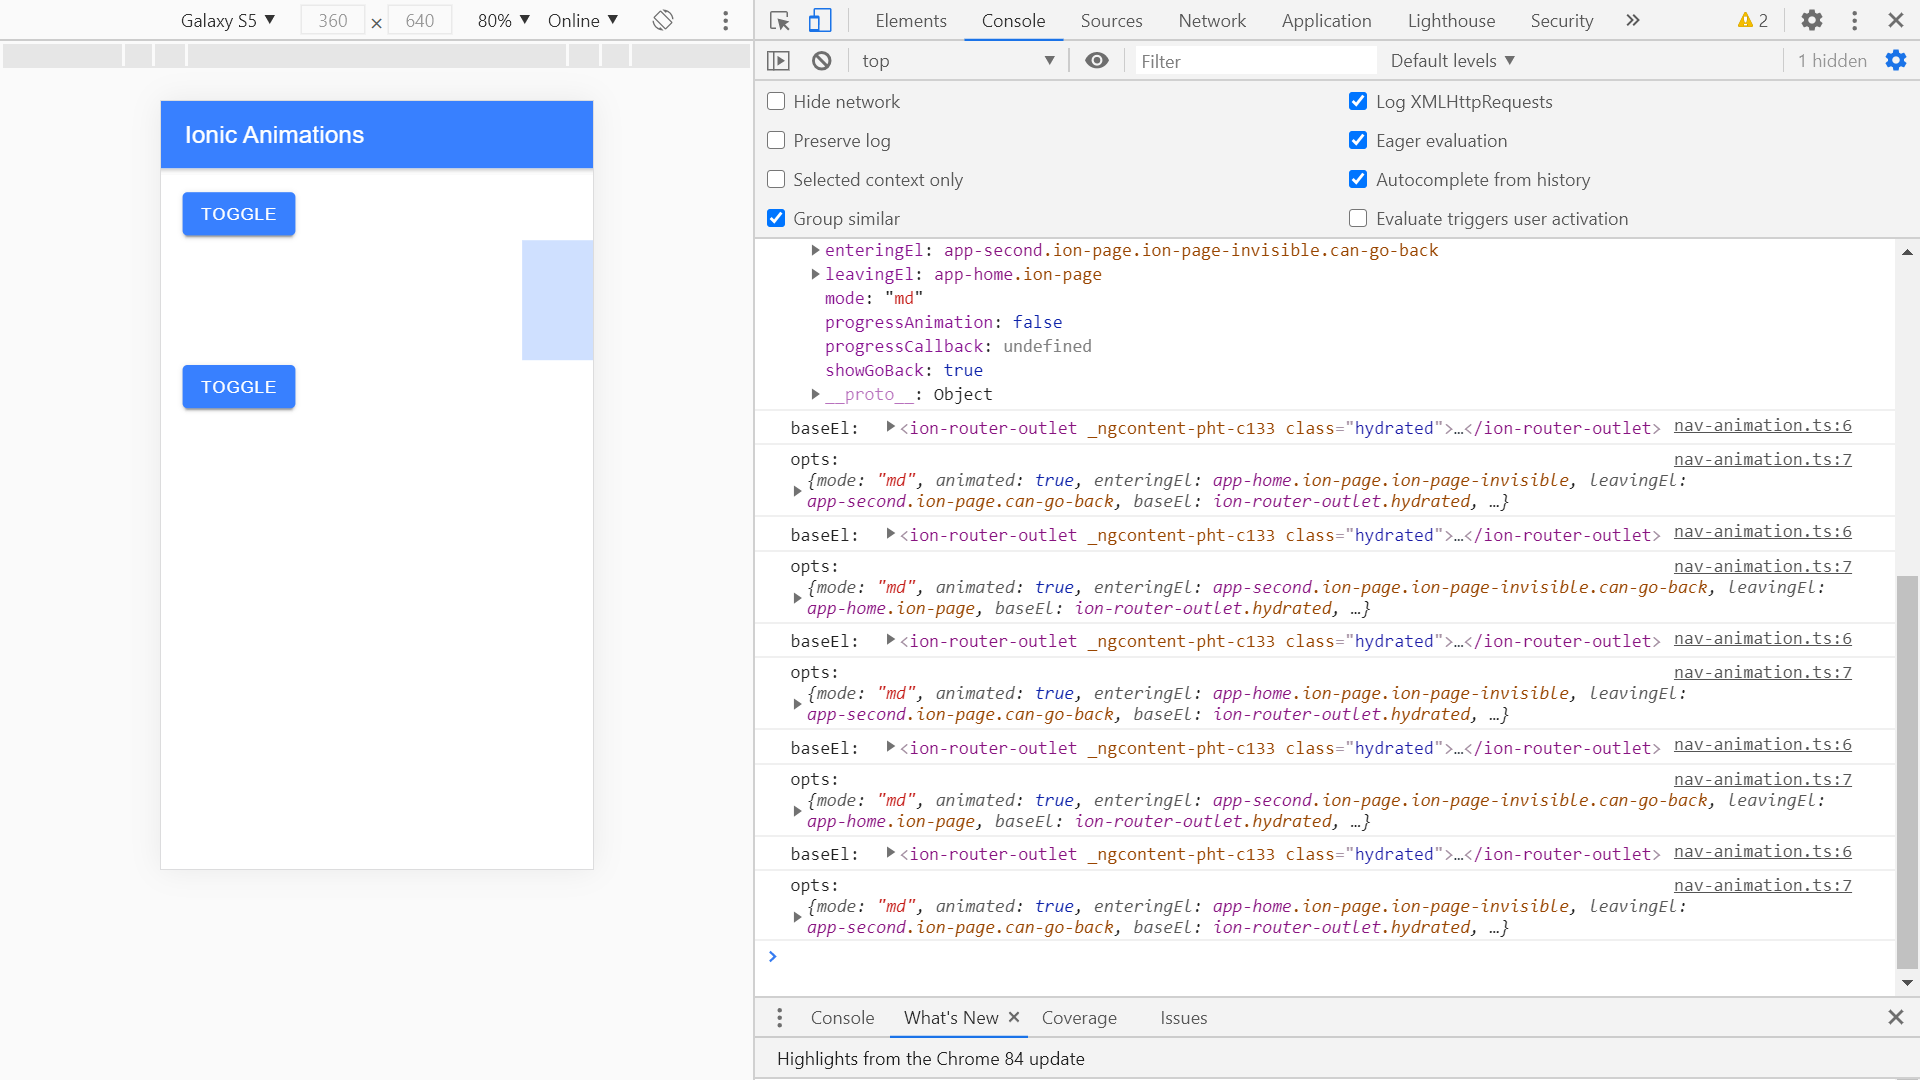 Galaxy S5 ▼ 360 × 640 80% ▼ Online ▼
Ionic Animations
TOGGLE
TOGGLE
Elements Console Sources Network Application Lighthouse Security » 2
top ▼ Filter Default levels ▼ 1 hidden
Hide network Log XMLHttpRequests
Preserve log Eager evaluation
Selected context only Autocomplete from history
Group similar Evaluate triggers user activation
enteringEl: app-second.ion-page.ion-page-invisible.can-go-back
leavingEl: app-home.ion-page
mode: "md"
progressAnimation: false
progressCallback: undefined
showGoBack: true
__proto__: Object
baseEl: <ion-router-outlet _ngcontent-pht-c133 class="hydrated">…</ion-router-outlet> nav-animation.ts:6
opts: nav-animation.ts:7
{mode: "md", animated: true, enteringEl: app-home.ion-page.ion-page-invisible, leavingEl:
app-second.ion-page.can-go-back, baseEl: ion-router-outlet.hydrated, …}
baseEl: <ion-router-outlet _ngcontent-pht-c133 class="hydrated">…</ion-router-outlet> nav-animation.ts:6
opts: nav-animation.ts:7
{mode: "md", animated: true, enteringEl: app-second.ion-page.ion-page-invisible.can-go-back, leavingEl:
app-home.ion-page, baseEl: ion-router-outlet.hydrated, …}
baseEl: <ion-router-outlet _ngcontent-pht-c133 class="hydrated">…</ion-router-outlet> nav-animation.ts:6
opts: nav-animation.ts:7
{mode: "md", animated: true, enteringEl: app-home.ion-page.ion-page-invisible, leavingEl:
app-second.ion-page.can-go-back, baseEl: ion-router-outlet.hydrated, …}
baseEl: <ion-router-outlet _ngcontent-pht-c133 class="hydrated">…</ion-router-outlet> nav-animation.ts:6
opts: nav-animation.ts:7
{mode: "md", animated: true, enteringEl: app-second.ion-page.ion-page-invisible.can-go-back, leavingEl:
app-home.ion-page, baseEl: ion-router-outlet.hydrated, …}
baseEl: <ion-router-outlet _ngcontent-pht-c133 class="hydrated">…</ion-router-outlet> nav-animation.ts:6
opts: nav-animation.ts:7
{mode: "md", animated: true, enteringEl: app-home.ion-page.ion-page-invisible, leavingEl:
app-second.ion-page.can-go-back, baseEl: ion-router-outlet.hydrated, …}
Console What's New × Coverage Issues
Highlights from the Chrome 84 update